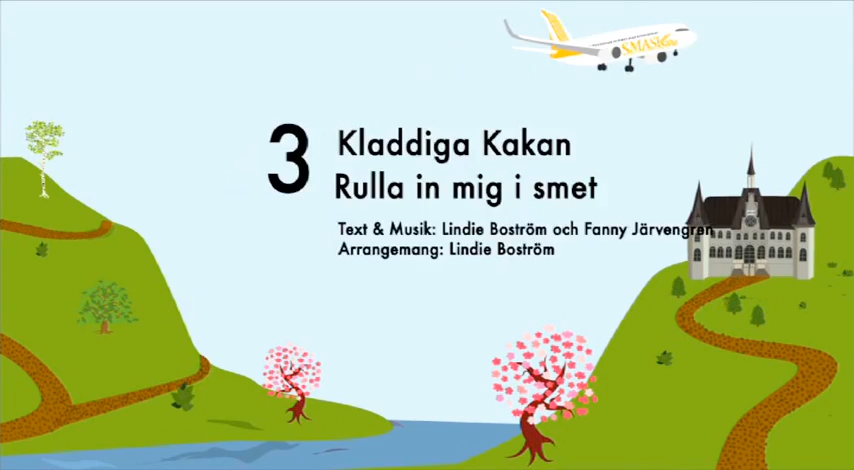 SMASK
3
Kladdiga Kakan
Rulla in mig i smet
Text & Musik: Lindie Boström och Fanny Järvengren
Arrangemang: Lindie Boström